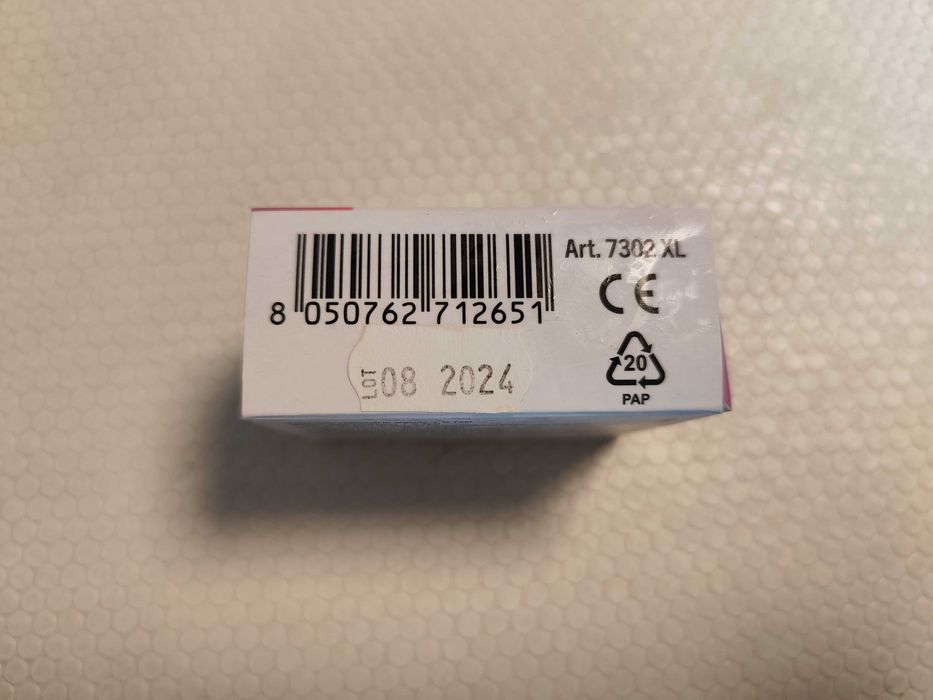 Art. 7302 XL
CE
8 050762 712651
LOT 08 2024
20
PAP